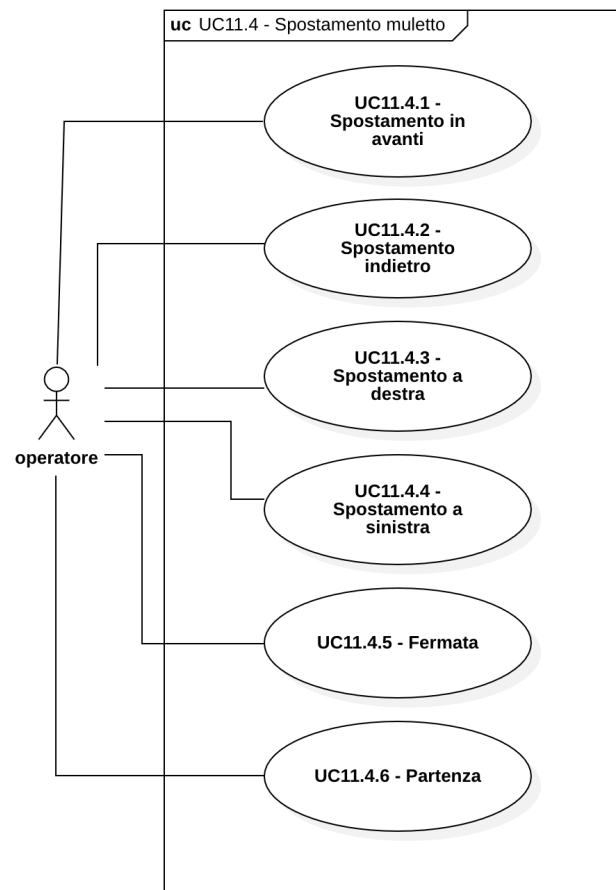 uc UC11.4 - Spostamento muletto
UC11.4.1 -
Spostamento in
avanti
UC11.4.2 -
Spostamento
indietro
UC11.4.3 -
Spostamento a
destra
operatore
UC11.4.4 -
Spostamento a
sinistra
UC11.4.5 - Fermata
UC11.4.6 - Partenza